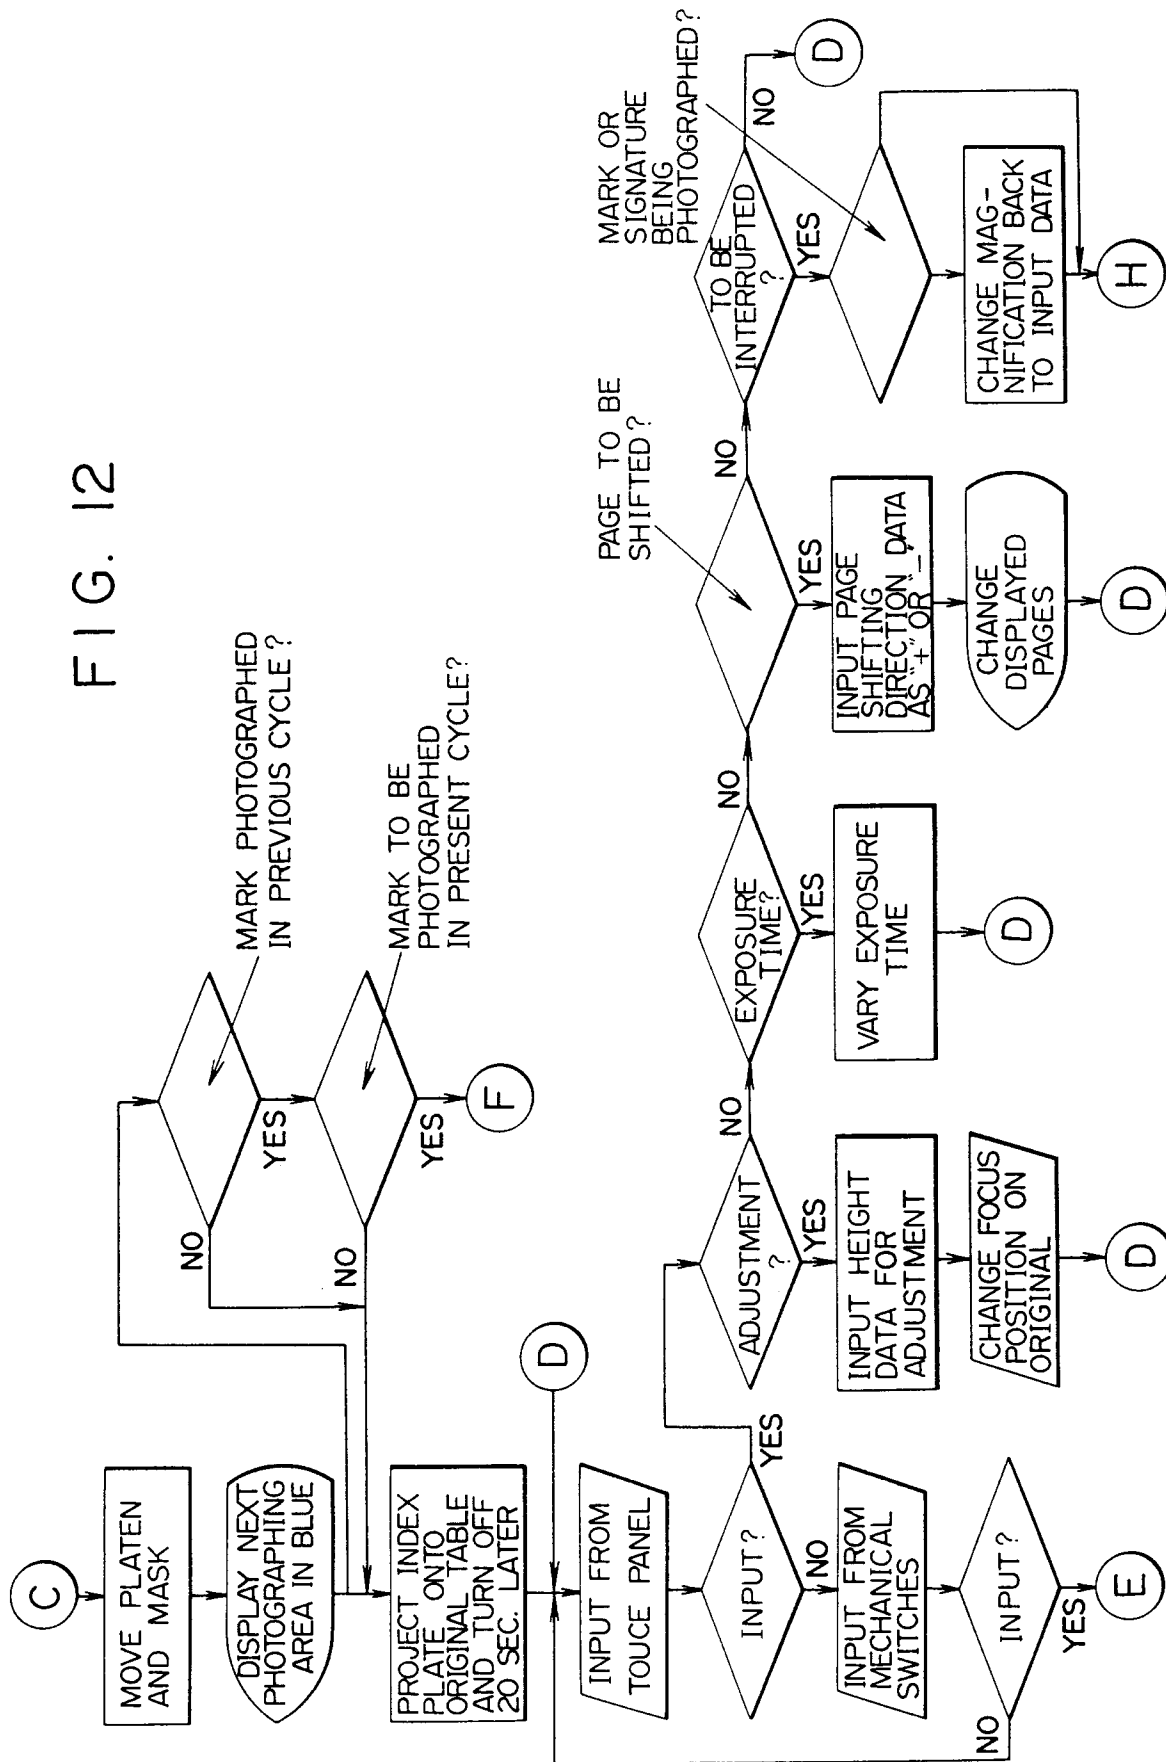 FIG. 12
C
MOVE PLATEN
AND MASK
DISPLAY NEXT
PHOTOGRAPHING
AREA IN BLUE
PROJECT INDEX
PLATE ONTO
ORIGINAL TABLE
AND TURN OFF
20 SEC. LATER
D
INPUT FROM
TOUCE PANEL
INPUT?
YES
NO
INPUT FROM
MECHANICAL
SWITCHES
INPUT?
NO
YES
E
MARK PHOTOGRAPHED
IN PREVIOUS CYCLE?
NO
YES
MARK TO BE
PHOTOGRAPHED
IN PRESENT CYCLE?
NO
YES
F
ADJUSTMENT
?
NO
YES
INPUT HEIGHT
DATA FOR
ADJUSTMENT
CHANGE FOCUS
POSITION ON
ORIGINAL
D
EXPOSURE
TIME?
NO
YES
VARY EXPOSURE
TIME
D
PAGE TO BE
SHIFTED?
NO
YES
INPUT PAGE
SHIFTING
DIRECTION DATA
AS "+" OR "-"
CHANGE
DISPLAYED
PAGES
D
TO BE
INTERRUPTED
?
NO
D
YES
MARK OR
SIGNATURE
BEING
PHOTOGRAPHED?
CHANGE MAG-
NIFICATION BACK
TO INPUT DATA
H